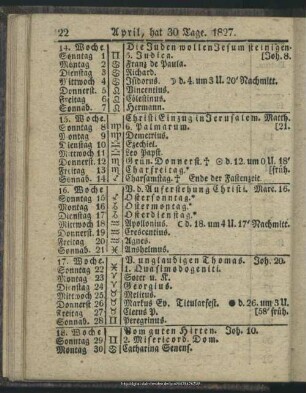 22 April, hat 30 Tage. 1827.
14. Woche Die Juden wollen Jesum steinigen.
Sonntag 1 ♊ 5. Judica. [Joh. 8.
Montag 2 Franz de Paula.
Dienstag 3 Richard.
Mittwoch 4 Isidorus. ☽ d. 4. um 3 U. 20′ Nachmitt.
Donnerst. 5 Vincentius.
Freitag 6 Cölestinus.
Sonnab. 7 Hermann.
15. Woche Christi Einzug in Jerusalem. Matth.
Sonntag 8 ♍ 6. Palmarum. [21.
Montag 9 Demetrius.
Dienstag 10 Ezechiel.
Mittwoch 11 Leo Papst.
Donnerst. 12 Grün. Donnerst. d. 12. um 0 U. 18′
Freitag 13 Charfreitag.* [früh.
Sonnab. 14 Charsamstag. ‡ Ende der Fastenzeit.
16. Woche V. d. Auferstehung Christi. Marc. 16.
Sonntag 15 Ostersonntag.*
Montag 16 Ostermontag.*
Dienstag 17 Osterdienstag.*
Mittwoch 18 Apollonius. ☾ d. 18. um 4 U. 17′ Nachmitt.
Donnerst. 19 Crescentius.
Freitag 20 Agnes.
Sonnab. 21 Anshelmus.
17. Woche V. unglaubigen Thomas. Joh. 20.
Sonntag 22 ♓ 1. Quasimodogeniti.
Montag 23 Soter u. K.
Dienstag 24 Georgius.
Mittwoch 25 Melitus.
Donnerst. 26 Markus Ev. Titularfest. ● d. 26. um 3 U.
Freitag 27 Cletus P. [58′ früh.
Sonnab. 28 Peregrinus.
18. Woche Vom guten Hirten. Joh. 10.
Sonntag 29 ♊ 2. Misericord. Dom.
Montag 30 Catharina Senens.